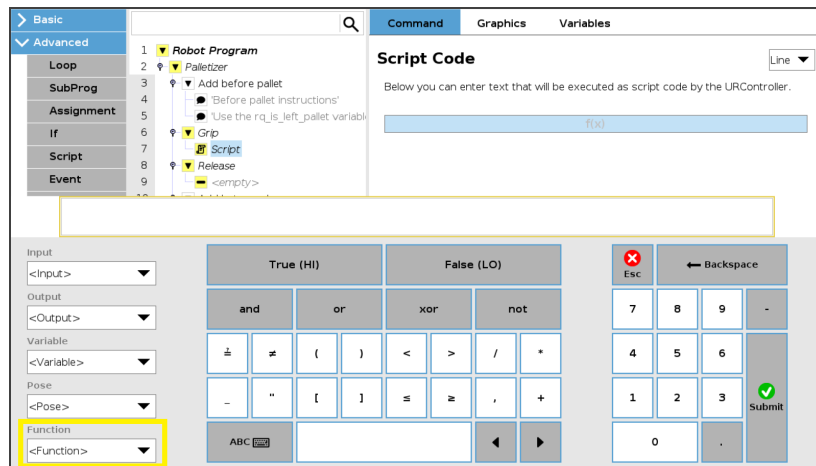 Basic
Advanced
Loop
SubProg
Assignment
If
Script
Event
1 Robot Program
2 Palletizer
3 Add before pallet
4 'Before pallet instructions'
5 'Use the rq_is_left_pallet variabl
6 Grip
7 Script
8 Release
9 <empty>
Command Graphics Variables
Script Code
Line
Below you can enter text that will be executed as script code by the URController.
f(x)
Input
<Input>
Output
<Output>
Variable
<Variable>
Pose
<Pose>
Function
<Function>
True (HI) False (LO)
and or xor not
≟ ≠ ( ) < > / *
_ " [ ] ≤ ≥ , +
ABC
Esc Backspace
7 8 9 -
4 5 6
1 2 3 Submit
0 .